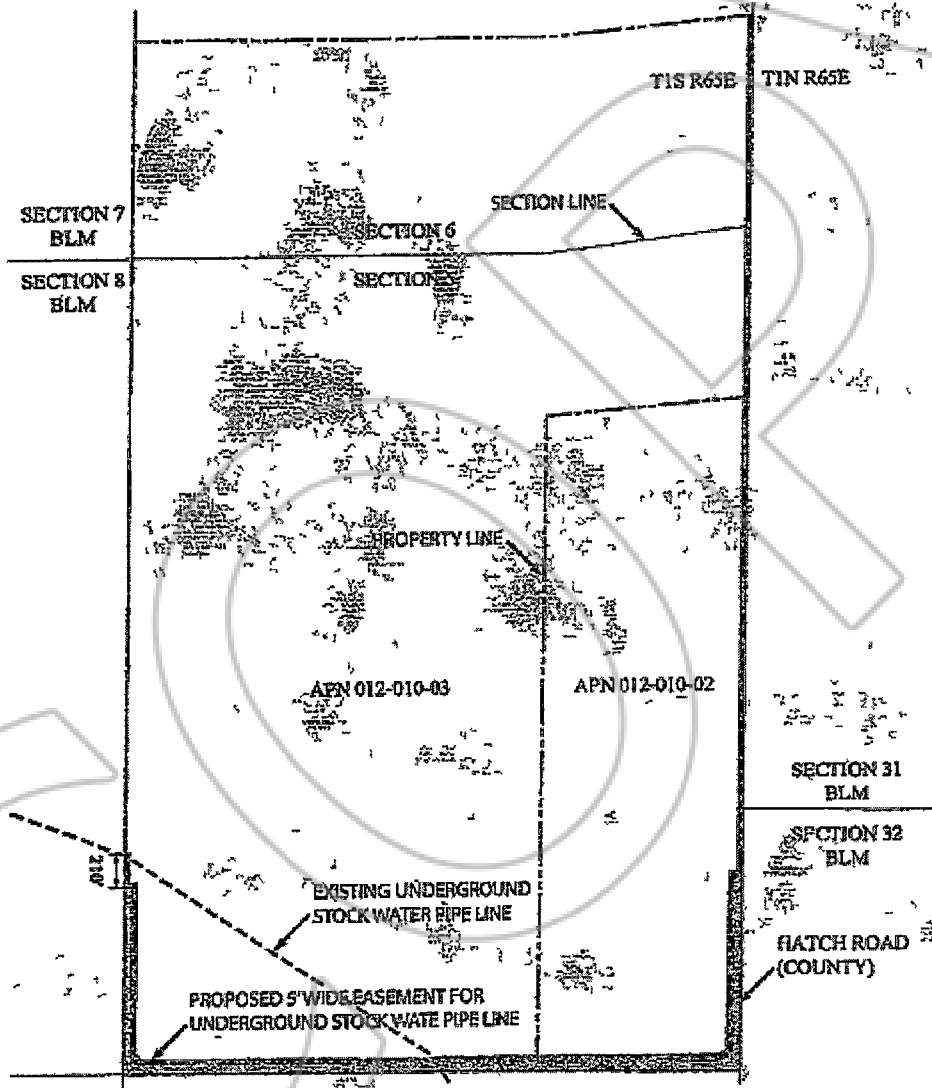 T1S R65E
T1N R65E
SECTION 7
BLM
SECTION LINE
SECTION 6
SECTION 8
BLM
SECTION
PROPERTY LINE
APN 012-010-03
APN 012-010-02
SECTION 31
BLM
SECTION 32
BLM
210'
EXISTING UNDERGROUND
STOCK WATER PIPE LINE
HATCH ROAD
(COUNTY)
PROPOSED 5' WIDE EASEMENT FOR
UNDERGROUND STOCK WATE PIPE LINE